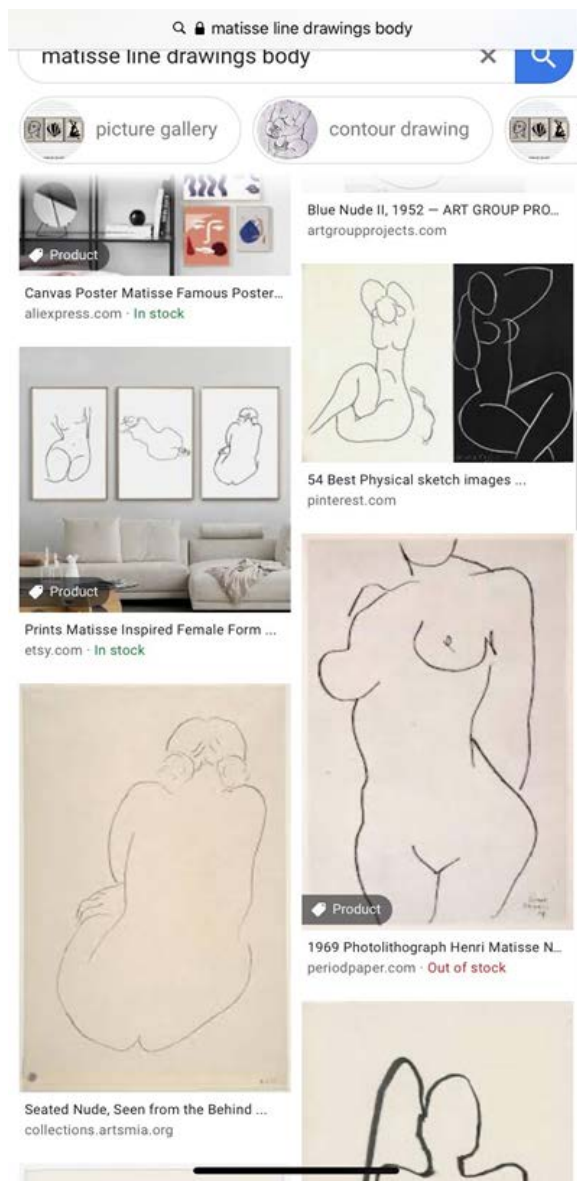 matisse line drawings body
matisse line drawings body
picture gallery
contour drawing
Product
Canvas Poster Matisse Famous Poster...
aliexpress.com · In stock
Blue Nude II, 1952 — ART GROUP PRO...
artgroupprojects.com
54 Best Physical sketch images ...
pinterest.com
Product
Prints Matisse Inspired Female Form ...
etsy.com · In stock
Product
1969 Photolithograph Henri Matisse N...
periodpaper.com · Out of stock
Seated Nude, Seen from the Behind ...
collections.artsmia.org